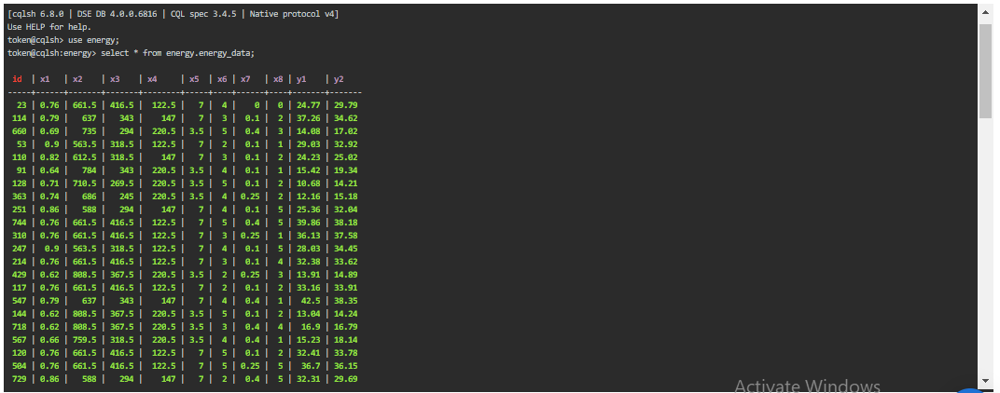 [cqlsh 6.8.0 | DSE DB 4.0.0.6816 | CQL spec 3.4.5 | Native protocol v4]
Use HELP for help.
token@cqlsh> use energy;
token@cqlsh:energy> select * from energy.energy_data;
id | x1 | x2 | x3 | x4 | x5 | x6 | x7 | x8 | y1 | y2
-----+------+-------+-------+-------+-----+----+------+----+-------+-------
23 | 0.76 | 661.5 | 416.5 | 122.5 | 7 | 4 | 0 | 0 | 24.77 | 29.79
114 | 0.79 | 637 | 343 | 147 | 7 | 3 | 0.1 | 2 | 37.26 | 34.62
660 | 0.69 | 735 | 294 | 220.5 | 3.5 | 5 | 0.4 | 3 | 14.08 | 17.02
53 | 0.9 | 563.5 | 318.5 | 122.5 | 7 | 2 | 0.1 | 1 | 29.03 | 32.92
110 | 0.82 | 612.5 | 318.5 | 147 | 7 | 3 | 0.1 | 2 | 24.23 | 25.02
91 | 0.64 | 784 | 343 | 220.5 | 3.5 | 4 | 0.1 | 1 | 15.42 | 19.34
128 | 0.71 | 710.5 | 269.5 | 220.5 | 3.5 | 5 | 0.1 | 2 | 10.68 | 14.21
363 | 0.74 | 686 | 245 | 220.5 | 3.5 | 4 | 0.25 | 2 | 12.16 | 15.18
251 | 0.86 | 588 | 294 | 147 | 7 | 4 | 0.1 | 5 | 25.36 | 32.04
744 | 0.76 | 661.5 | 416.5 | 122.5 | 7 | 5 | 0.4 | 5 | 39.86 | 38.18
310 | 0.76 | 661.5 | 416.5 | 122.5 | 7 | 3 | 0.25 | 1 | 36.13 | 37.58
247 | 0.9 | 563.5 | 318.5 | 122.5 | 7 | 4 | 0.1 | 5 | 28.03 | 34.45
214 | 0.76 | 661.5 | 416.5 | 122.5 | 7 | 3 | 0.1 | 4 | 32.38 | 33.62
429 | 0.62 | 808.5 | 367.5 | 220.5 | 3.5 | 2 | 0.25 | 3 | 13.91 | 14.89
117 | 0.76 | 661.5 | 416.5 | 122.5 | 7 | 2 | 0.1 | 2 | 33.16 | 33.91
547 | 0.79 | 637 | 343 | 147 | 7 | 4 | 0.4 | 1 | 42.5 | 38.35
144 | 0.62 | 808.5 | 367.5 | 220.5 | 3.5 | 5 | 0.1 | 2 | 13.04 | 14.24
718 | 0.62 | 808.5 | 367.5 | 220.5 | 3.5 | 3 | 0.4 | 4 | 16.9 | 16.79
567 | 0.66 | 759.5 | 318.5 | 220.5 | 3.5 | 4 | 0.4 | 1 | 15.23 | 18.14
120 | 0.76 | 661.5 | 416.5 | 122.5 | 7 | 5 | 0.1 | 2 | 32.41 | 33.78
504 | 0.76 | 661.5 | 416.5 | 122.5 | 7 | 5 | 0.25 | 5 | 36.7 | 36.15
729 | 0.86 | 588 | 294 | 147 | 7 | 2 | 0.4 | 5 | 32.31 | 29.69
Activate Windows